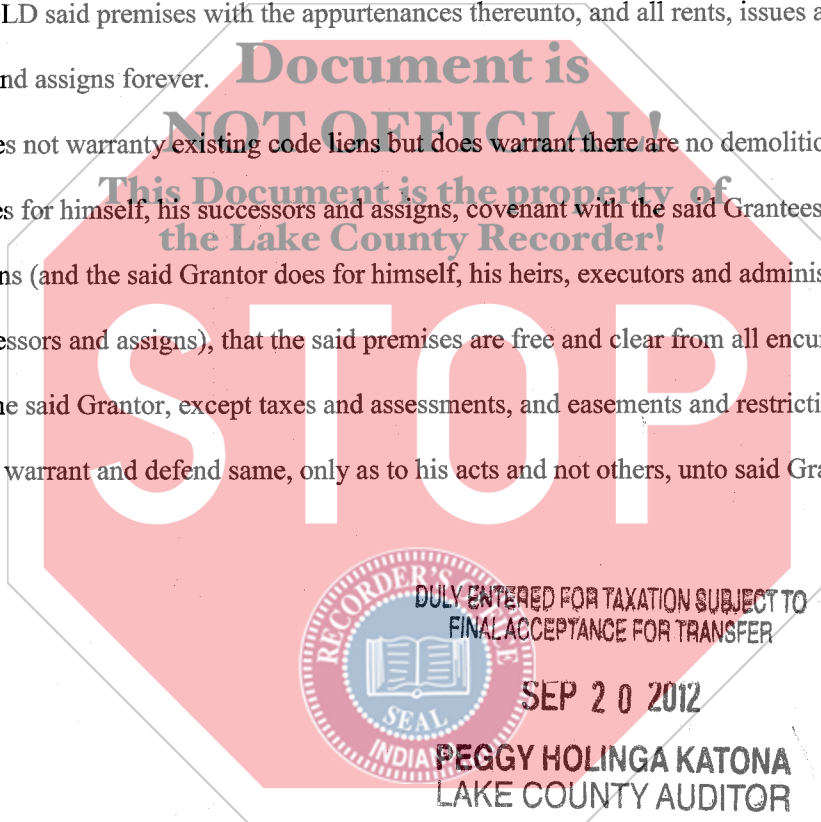 LD said premises with the appurtenances thereunto, and all rents, issues a
Document is
nd assigns forever.
NOT OFFICIAL!
es not warranty existing code liens but does warrant there are no demolitio
This Document is the property of
es for himself, his successors and assigns, covenant with the said Grantees
the Lake County Recorder!
ns (and the said Grantor does for himself, his heirs, executors and adminis
essors and assigns), that the said premises are free and clear from all encu
STOP
e said Grantor, except taxes and assessments, and easements and restricti
warrant and defend same, only as to his acts and not others, unto said Gra
RECORDER'S OFFICE
SEAL
INDIANA
DULY ENTERED FOR TAXATION SUBJECT TO
FINAL ACCEPTANCE FOR TRANSFER
SEP 20 2012
PEGGY HOLINGA KATONA
LAKE COUNTY AUDITOR